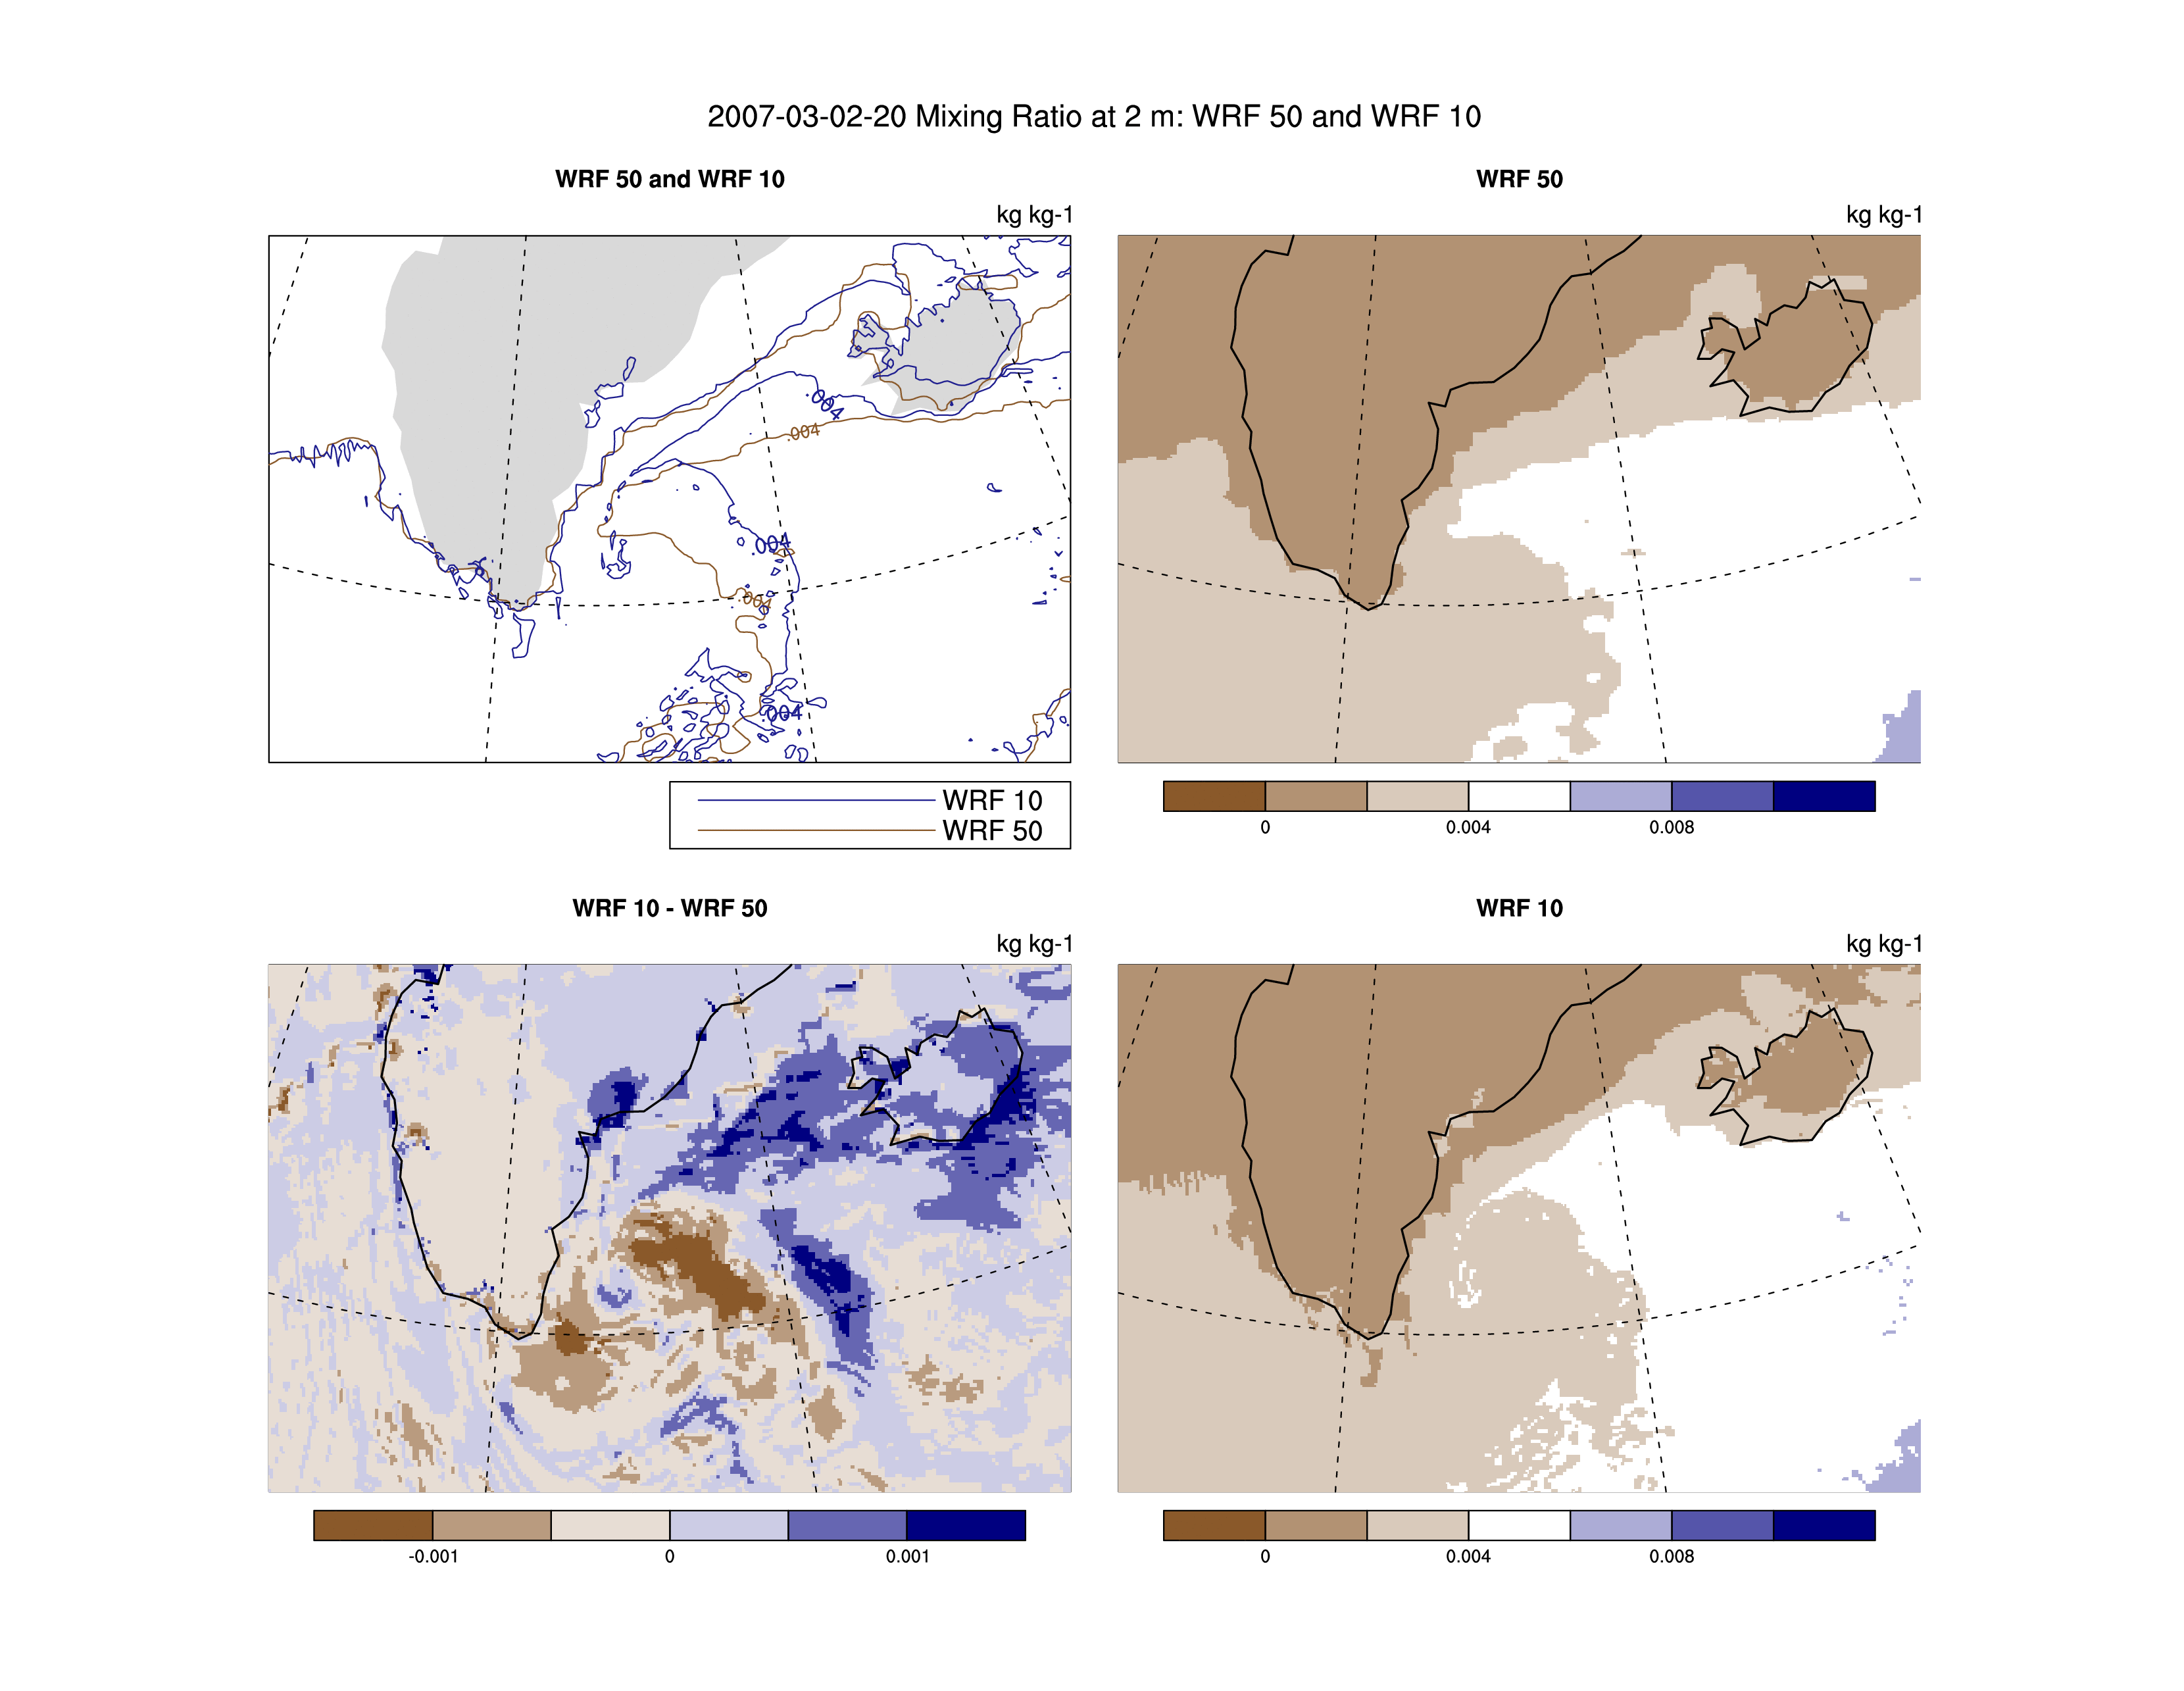 2007-03-02-20 Mixing Ratio at 2 m: WRF 50 and WRF 10
WRF 50 and WRF 10
kg kg-1
.004
.004
.004
.004
.004
WRF 10
WRF 50
WRF 50
kg kg-1
0 0.004 0.008
WRF 10 - WRF 50
kg kg-1
-0.001 0 0.001
WRF 10
kg kg-1
0 0.004 0.008